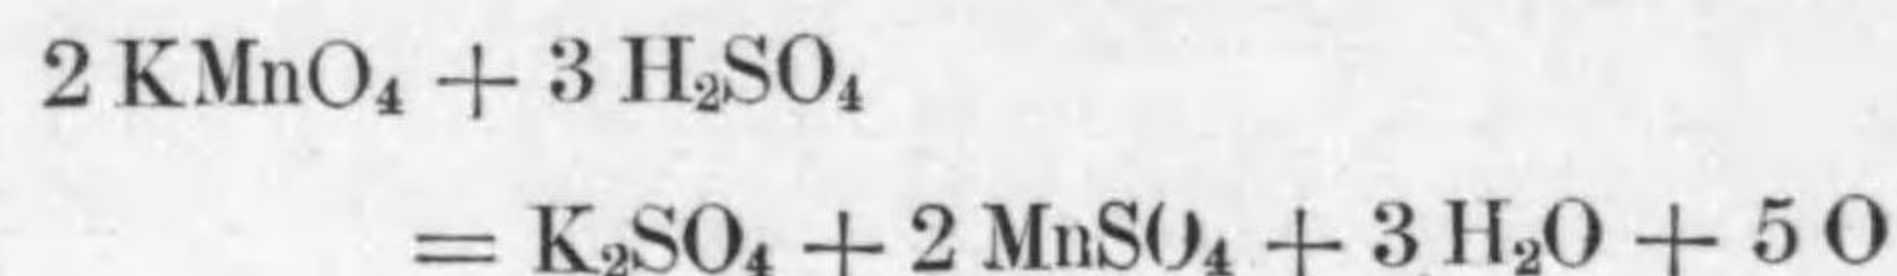 2 KMnO₄ + 3 H₂SO₄
= K₂SO₄ + 2 MnSO₄ + 3 H₂O + 5 O